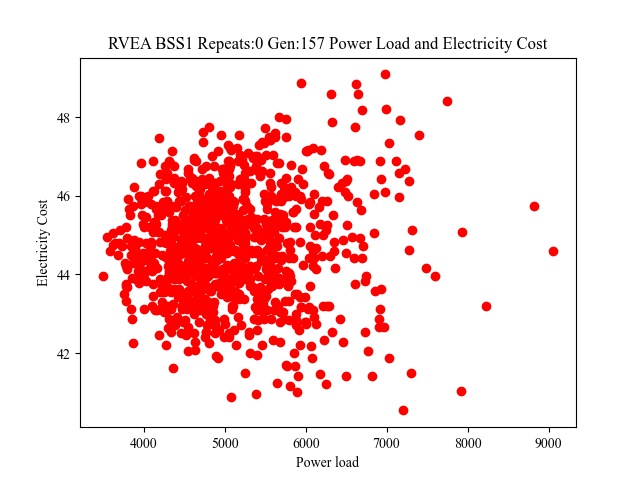 RVEA BSS1 Repeats:0 Gen:157 Power Load and Electricity Cost
48
46
44
42
Electricity Cost
4000 5000 6000 7000 8000 9000
Power load